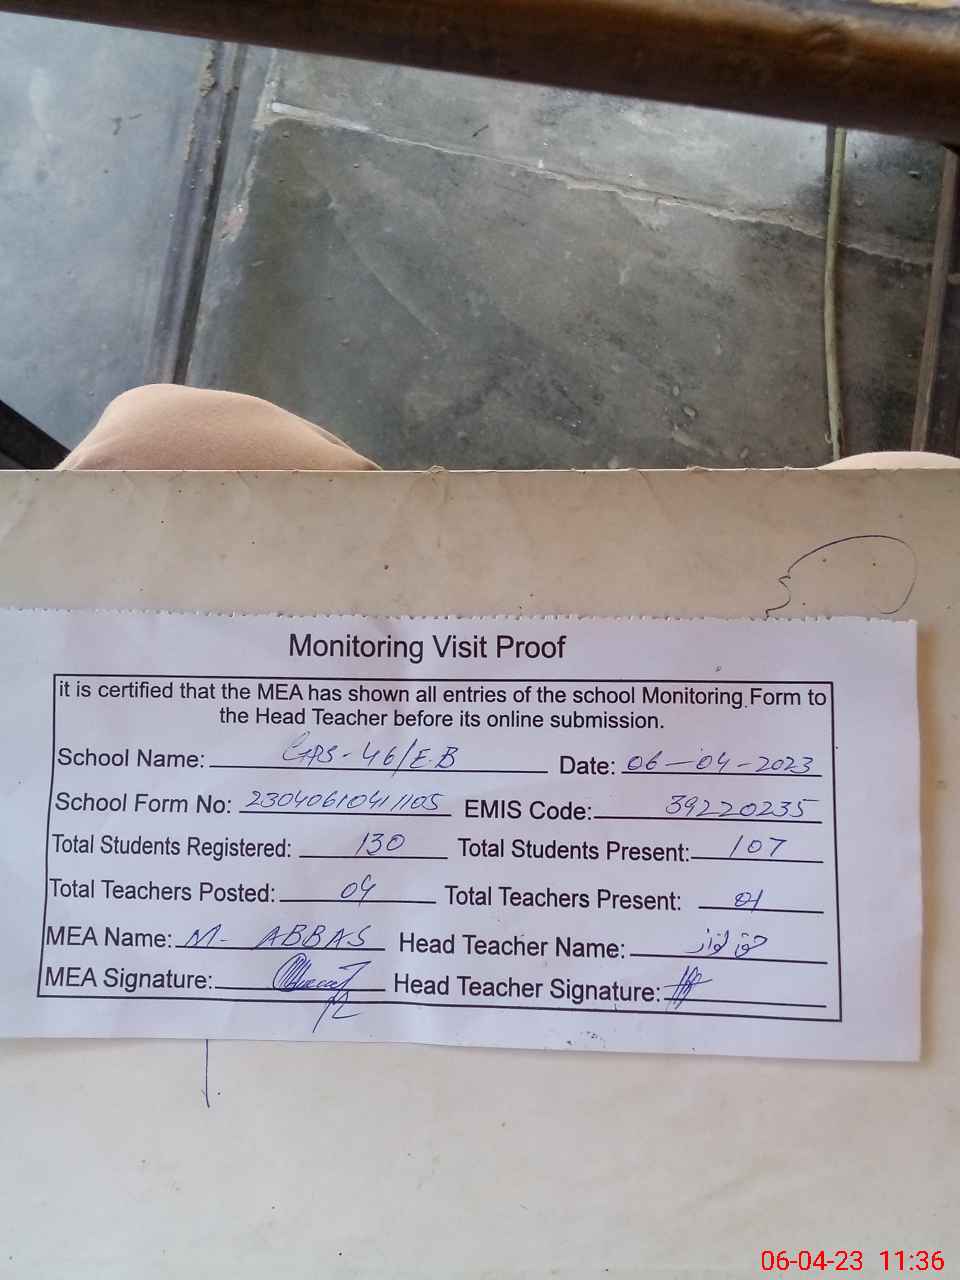 Monitoring Visit Proof
it is certified that the MEA has shown all entries of the school Monitoring Form to
the Head Teacher before its online submission.
School Name: GPS-46/E.B Date: 06-04-2023
School Form No: 23040610411105 EMIS Code: 39220235
Total Students Registered: 130 Total Students Present: 107
Total Teachers Posted: 04 Total Teachers Present: 01
MEA Name: M- ABBAS Head Teacher Name: حق نواز
MEA Signature: Head Teacher Signature:
06-04-23 11:36